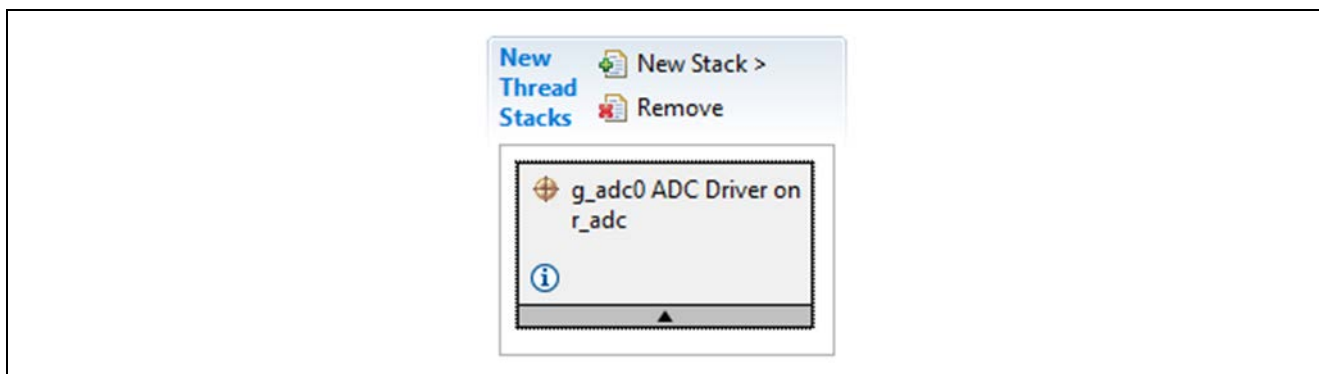 New
Thread
Stacks
New Stack >
Remove
g_adc0 ADC Driver on
r_adc